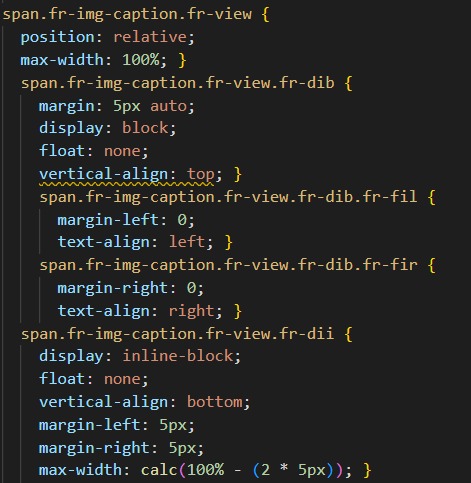 span.fr-img-caption.fr-view {
position: relative;
max-width: 100%; }
span.fr-img-caption.fr-view.fr-dib {
margin: 5px auto;
display: block;
float: none;
vertical-align: top; }
span.fr-img-caption.fr-view.fr-dib.fr-fil {
margin-left: 0;
text-align: left; }
span.fr-img-caption.fr-view.fr-dib.fr-fir {
margin-right: 0;
text-align: right; }
span.fr-img-caption.fr-view.fr-dii {
display: inline-block;
float: none;
vertical-align: bottom;
margin-left: 5px;
margin-right: 5px;
max-width: calc(100% - (2 * 5px)); }